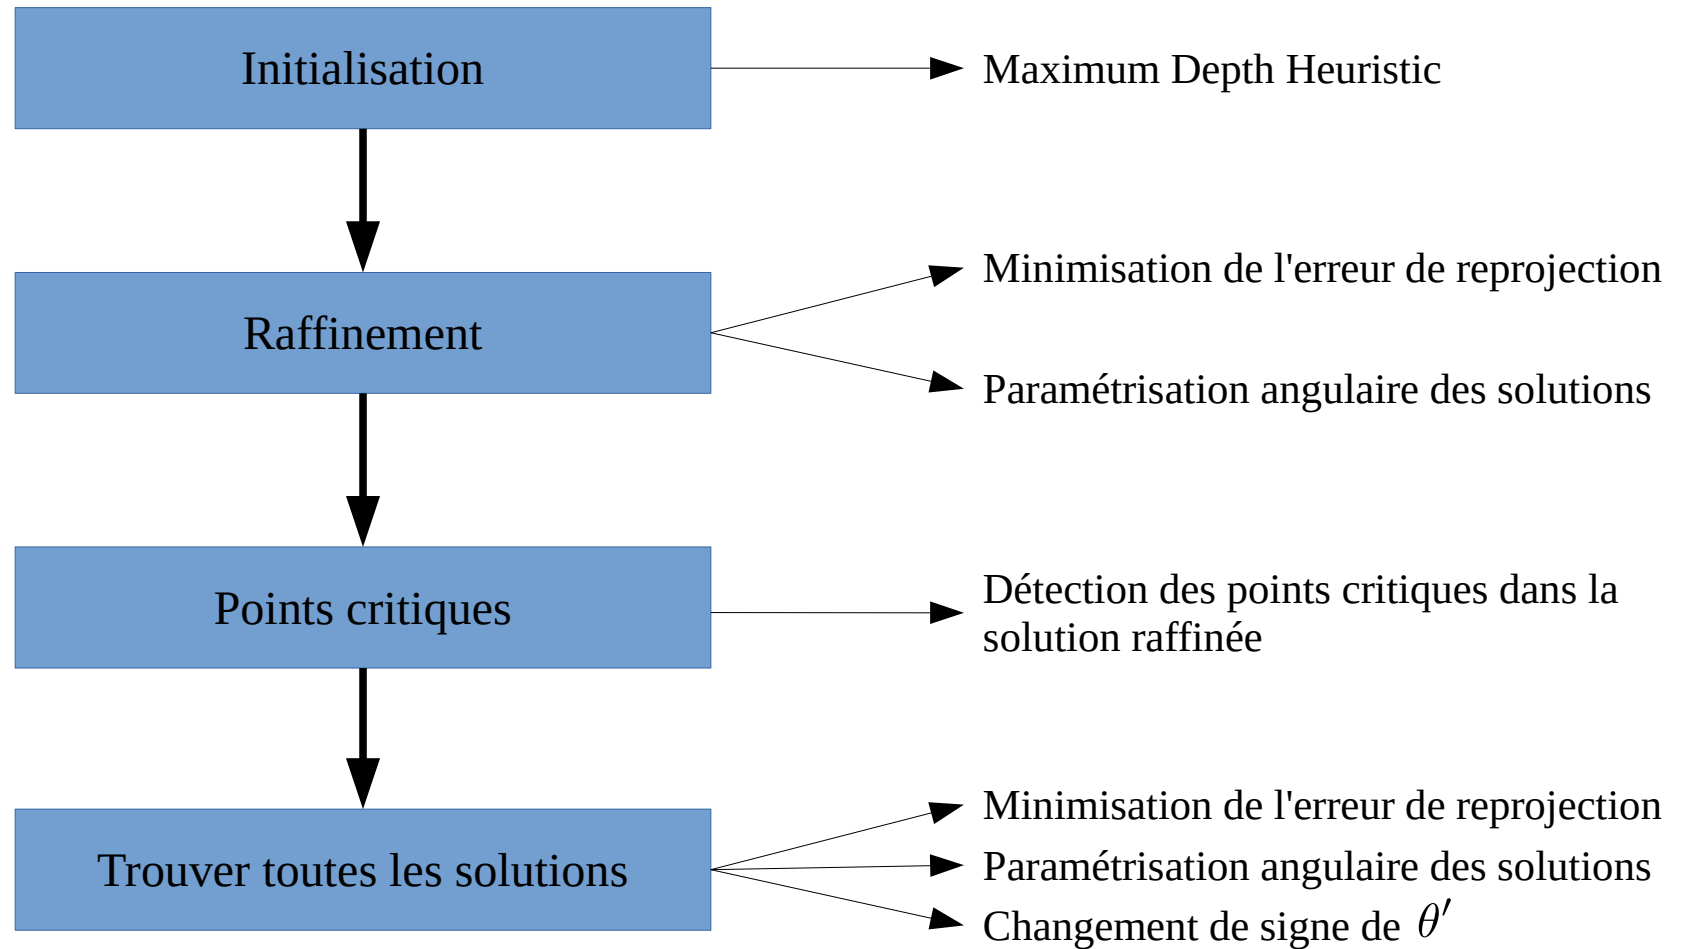 Initialisation
Maximum Depth Heuristic
Raffinement
Minimisation de l'erreur de reprojection
Paramétrisation angulaire des solutions
Points critiques
Détection des points critiques dans la
solution raffinée
Trouver toutes les solutions
Minimisation de l'erreur de reprojection
Paramétrisation angulaire des solutions
Changement de signe de θ′